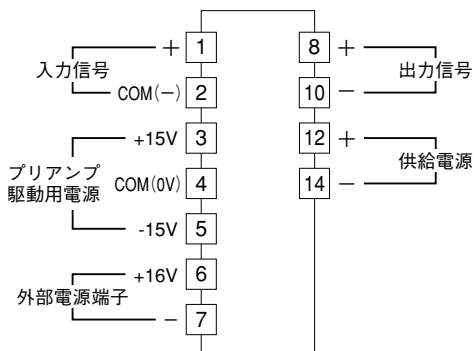 + 1
入力信号
COM(−) 2
+15V 3
プリアンプ
駆動用電源
COM(0V) 4
-15V 5
+16V 6
外部電源端子
− 7
8 +
出力信号
10 −
12 +
供給電源
14 −